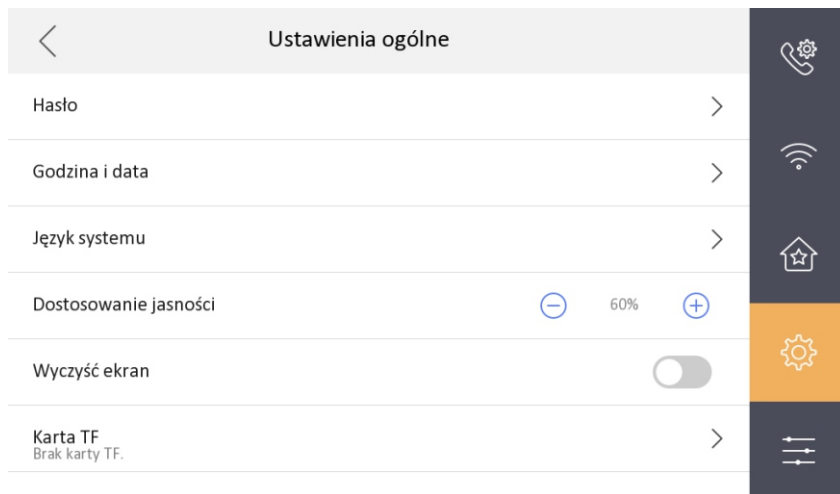 Ustawienia ogólne
Hasło
Godzina i data
Język systemu
Dostosowanie jasności 60%
Wyczyść ekran
Karta TF
Brak karty TF.